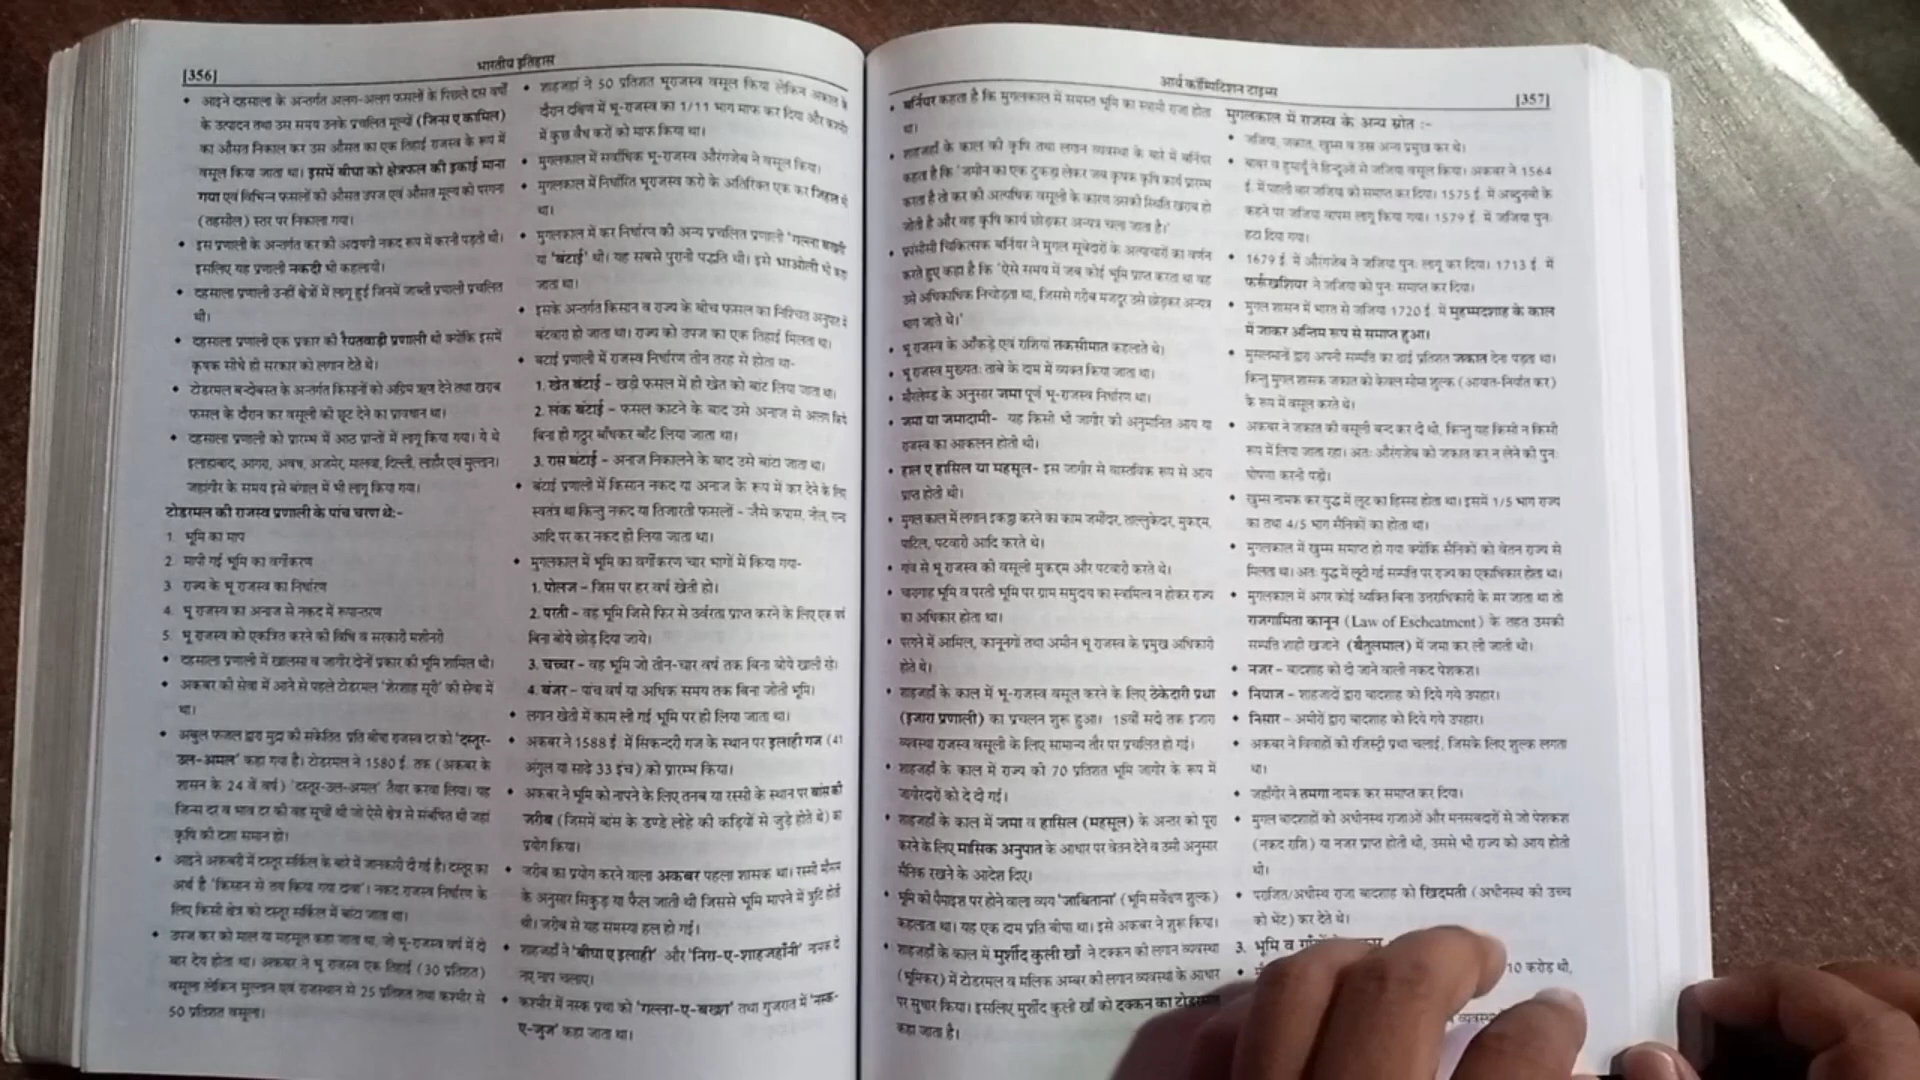 [356]
भारतीय इतिहास
• आइने दहसाला के अन्तर्गत अलग-अलग फसलों के पिछले दस वर्षों
के उत्पादन तथा उस समय उनके प्रचलित मूल्यों (जिन्स ए कामिल)
का औसत निकाल कर उस औसत का एक तिहाई राजस्व के रूप में
वसूल किया जाता था। इसमें बीघा को क्षेत्रफल की इकाई माना
गया एवं विभिन्न फसलों की औसत उपज एवं औसत मूल्य को परगना
(तहसील) स्तर पर निकाला गया।
• इस प्रणाली के अन्तर्गत कर की अदायगी नकद रूप में करनी पड़ती थी।
इसलिए यह प्रणाली नकदी भी कहलायी।
• दहसाला प्रणाली उन्हीं क्षेत्रों में लागू हुई जिनमें जाब्ती प्रणाली प्रचलित
थी।
• दहसाला प्रणाली एक प्रकार की रैयतवाड़ी प्रणाली थी क्योंकि इसमें
कृषक सीधे ही सरकार को लगान देते थे।
• टोडरमल बन्दोबस्त के अन्तर्गत किसानों को अग्रिम ऋण देने तथा खराब
फसल के दौरान कर वसूली की छूट देने का प्रावधान था।
• दहसाला प्रणाली को प्रारम्भ में आठ प्रान्तों में लागू किया गया। ये थे
इलाहाबाद, आगरा, अवध, अजमेर, मालवा, दिल्ली, लाहौर एवं मुल्तान।
जहांगीर के समय इसे बंगाल में भी लागू किया गया।
टोडरमल की राजस्व प्रणाली के पांच चरण थे:-
1. भूमि का माप
2. मापी गई भूमि का वर्गीकरण
3. राज्य के भू राजस्व का निर्धारण
4. भू राजस्व का अनाज से नकद में रूपान्तरण
5. भू राजस्व को एकत्रित करने की विधि व सरकारी मशीनरी
• दहसाला प्रणाली में खालसा व जागीर दोनों प्रकार की भूमि शामिल थी।
• अकबर की सेवा में आने से पहले टोडरमल 'शेरशाह सूरी' की सेवा में
था।
• अबुल फजल द्वारा मुद्रा की संकेतित प्रति बीघा राजस्व दर को 'दस्तूर-
उल-अमल' कहा गया है। टोडरमल ने 1580 ई. तक (अकबर के
शासन के 24 वें वर्ष) 'दस्तूर-उल-अमल' तैयार करवा लिया। यह
जिन्स दर व भाव दर की वह सूची थी जो ऐसे क्षेत्र से संबंधित थी जहां
कृषि की दशा समान हो।
• आइने अकबरी में दस्तूर सर्किल के बारे में जानकारी दी गई है। दस्तूर का
अर्थ है 'किसान से तय किया गया दावा'। नकद राजस्व निर्धारण के
लिए किसी क्षेत्र को दस्तूर सर्किल में बांटा जाता था।
• उपज कर को माल या महसूल कहा जाता था, जो भू-राजस्व वर्ष में दो
बार देय होता था। अकबर ने भू राजस्व एक तिहाई (30 प्रतिशत)
वसूला लेकिन मुल्तान एवं राजस्थान से 25 प्रतिशत तथा कश्मीर से
50 प्रतिशत वसूला।
• शाहजहां ने 50 प्रतिशत भूराजस्व वसूल किया लेकिन अकाल के
दौरान दक्षिण में भू-राजस्व का 1/11 भाग माफ कर दिया और कश्मीर
में कुछ वैध करों को माफ किया था।
• मुगलकाल में सर्वाधिक भू-राजस्व औरंगजेब ने वसूल किया।
• मुगलकाल में निर्धारित भूराजस्व करों के अतिरिक्त एक कर जिहात भी
था।
• मुगलकाल में कर निर्धारण की अन्य प्रचलित प्रणाली 'गल्ला बख्शी
या 'बंटाई' थी। यह सबसे पुरानी पद्धति थी। इसे भाओली भी कहा
जाता था।
• इसके अन्तर्गत किसान व राज्य के बीच फसल का निश्चित अनुपात में
बंटवारा हो जाता था। राज्य को उपज का एक तिहाई मिलता था।
• बटाई प्रणाली में राजस्व निर्धारण तीन तरह से होता था-
1. खेत बंटाई – खड़ी फसल में ही खेत को बांट लिया जाता था।
2. लंक बंटाई – फसल काटने के बाद उसे अनाज से अलग किये
बिना ही गट्ठर बाँधकर बाँट लिया जाता था।
3. रास बंटाई – अनाज निकालने के बाद उसे बांटा जाता था।
• बंटाई प्रणाली में किसान नकद या अनाज के रूप में कर देने के लिए
स्वतंत्र था किन्तु नकद या तिजारती फसलों – जैसे कपास, नील, गन्ना
आदि पर कर नकद ही लिया जाता था।
• मुगलकाल में भूमि का वर्गीकरण चार भागों में किया गया-
1. पोलज – जिस पर हर वर्ष खेती हो।
2. परती – वह भूमि जिसे फिर से उर्वरता प्राप्त करने के लिए एक वर्ष
बिना बोये छोड़ दिया जाये।
3. चच्चर – वह भूमि जो तीन-चार वर्ष तक बिना बोये खाली रहे।
4. बंजर – पांच वर्ष या अधिक समय तक बिना जोती भूमि।
• लगान खेती में काम ली गई भूमि पर ही लिया जाता था।
• अकबर ने 1588 ई. में सिकन्दरी गज के स्थान पर इलाही गज (41
अंगुल या साढ़े 33 इंच) को प्रारम्भ किया।
• अकबर ने भूमि को नापने के लिए तनब या रस्सी के स्थान पर बांस की
जरीब (जिसमें बांस के डण्डे लोहे की कड़ियों से जुड़े होते थे) का
प्रयोग किया।
• जरीब का प्रयोग करने वाला अकबर पहला शासक था। रस्सी मौसम
के अनुसार सिकुड़ या फैल जाती थी जिससे भूमि मापने में त्रुटि होती
थी। जरीब से यह समस्या हल हो गई।
• शाहजहाँ ने 'बीघा ए इलाही' और 'निरा-ए-शाहजहाँनी' नामक दो
नए नाप चलाए।
• कश्मीर में नस्क प्रथा को 'गल्ला-ए-बख्श' तथा गुजरात में 'नस्क-
ए-जुज' कहा जाता था।
आर्य कॉम्पिटिशन टाइम्स
[357]
• बर्नियर कहता है कि मुगलकाल में समस्त भूमि का स्वामी राजा होता
था।
• शाहजहाँ के काल की कृषि तथा लगान व्यवस्था के बारे में बर्नियर
कहता है कि 'जमीन का एक टुकड़ा लेकर जब कृषक कृषि कार्य प्रारम्भ
करता है तो कर की अत्यधिक वसूली के कारण उसकी स्थिति खराब हो
जाती है और वह कृषि कार्य छोड़कर अन्यत्र चला जाता है।'
• फ्रांसीसी चिकित्सक बर्नियर ने मुगल सूबेदारों के अत्याचारों का वर्णन
करते हुए कहा है कि 'ऐसे समय में जब कोई भूमि प्राप्त करता था वह
उसे अधिकाधिक निचोड़ता था, जिससे गरीब मजदूर उसे छोड़कर अन्यत्र
भाग जाते थे।'
• भू राजस्व के आँकड़े एवं राशियां तकसीमात कहलाते थे।
• भू राजस्व मुख्यतः तांबे के दाम में व्यक्त किया जाता था।
• मोरलेण्ड के अनुसार जमा पूर्ण भू-राजस्व निर्धारण था।
• जमा या जमादामी- यह किसी भी जागीर की अनुमानित आय या
राजस्व का आकलन होती थी।
• हाल ए हासिल या महसूल- इस जागीर से वास्तविक रूप से आय
प्राप्त होती थी।
• मुगल काल में लगान इकट्ठा करने का काम जमींदार, ताल्लुकेदार, मुकद्दम,
पाटिल, पटवारी आदि करते थे।
• गांव से भू राजस्व की वसूली मुकद्दम और पटवारी करते थे।
• चारागाह भूमि व परती भूमि पर ग्राम समुदाय का स्वामित्व न होकर राज्य
का अधिकार होता था।
• परगने में आमिल, कानूनगो तथा अमीन भू राजस्व के प्रमुख अधिकारी
होते थे।
• शाहजहाँ के काल में भू-राजस्व वसूल करने के लिए ठेकेदारी प्रथा
(इजारा प्रणाली) का प्रचलन शुरू हुआ। 18वीं सदी तक इजारा
व्यवस्था राजस्व वसूली के लिए सामान्य तौर पर प्रचलित हो गई।
• शाहजहाँ के काल में राज्य की 70 प्रतिशत भूमि जागीर के रूप में
जागीरदारों को दे दी गई।
• शाहजहाँ के काल में जमा व हासिल (महसूल) के अन्तर को पूरा
करने के लिए मासिक अनुपात के आधार पर वेतन देने व उसी अनुसार
सैनिक रखने के आदेश दिए।
• भूमि की पैमाइश पर होने वाला व्यय 'जाबिताना' (भूमि सर्वेक्षण शुल्क)
कहलाता था। यह एक दाम प्रति बीघा था। इसे अकबर ने शुरू किया।
• शाहजहाँ के काल में मुर्शीद कुली खाँ ने दक्कन को लगान व्यवस्था
(भूमिकर) में टोडरमल व मलिक अम्बर की लगान व्यवस्था के आधार
पर सुधार किया। इसलिए मुर्शीद कुली खाँ को दक्कन का टोडरमल
कहा जाता है।
मुगलकाल में राजस्व के अन्य स्रोत :-
• जजिया, जकात, खुम्स व उस्र अन्य प्रमुख कर थे।
• बाबर व हुमायूँ ने हिन्दुओं से जजिया वसूल किया। अकबर ने 1564
ई. में पहली बार जजिया को समाप्त कर दिया। 1575 ई. में अब्दुनबी के
कहने पर जजिया वापस लागू किया गया। 1579 ई. में जजिया पुनः
हटा दिया गया।
• 1679 ई. में औरंगजेब ने जजिया पुनः लागू कर दिया। 1713 ई. में
फर्रूखशियर ने जजिया को पुनः समाप्त कर दिया।
• मुगल शासन में भारत से जजिया 1720 ई. में मुहम्मदशाह के काल
में जाकर अन्तिम रूप से समाप्त हुआ।
• मुसलमानों द्वारा अपनी सम्पत्ति का ढाई प्रतिशत जकात देना पड़ता था।
किन्तु मुगल शासक जकात को केवल सीमा शुल्क (आयात-निर्यात कर)
के रूप में वसूल करते थे।
• अकबर ने जकात की वसूली बन्द कर दी थी, किन्तु यह किसी न किसी
रूप में लिया जाता रहा। अतः औरंगजेब को जकात कर न लेने की पुनः
घोषणा करनी पड़ी।
• खुम्स नामक कर युद्ध में लूट का हिस्सा होता था। इसमें 1/5 भाग राज्य
का तथा 4/5 भाग सैनिकों का होता था।
• मुगलकाल में खुम्स समाप्त हो गया क्योंकि सैनिकों को वेतन राज्य से
मिलता था। अतः युद्ध में लूटी गई सम्पत्ति पर राज्य का एकाधिकार होता था।
• मुगलकाल में अगर कोई व्यक्ति बिना उत्तराधिकारी के मर जाता था तो
राजगामिता कानून (Law of Escheatment) के तहत उसकी
सम्पत्ति शाही खजाने (बैतुलमाल) में जमा कर ली जाती थी।
• नजर – बादशाह को दी जाने वाली नकद पेशकश।
• नियाज – शाहजादों द्वारा बादशाह को दिये गये उपहार।
• निसार – अमीरों द्वारा बादशाह को दिये गये उपहार।
• अकबर ने विवाहों की रजिस्ट्री प्रथा चलाई, जिसके लिए शुल्क लगता
था।
• जहाँगीर ने तमगा नामक कर समाप्त कर दिया।
• मुगल बादशाहों को अधीनस्थ राजाओं और मनसबदारों से जो पेशकश
(नकद राशि) या नजर प्राप्त होती थी, उससे भी राज्य को आय होती
थी।
• पराजित/अधीस्थ राजा बादशाह को खिदमती (अधीनस्थ की उच्च
को भेंट) कर देते थे।
3. भूमि व
10 करोड़ थी,